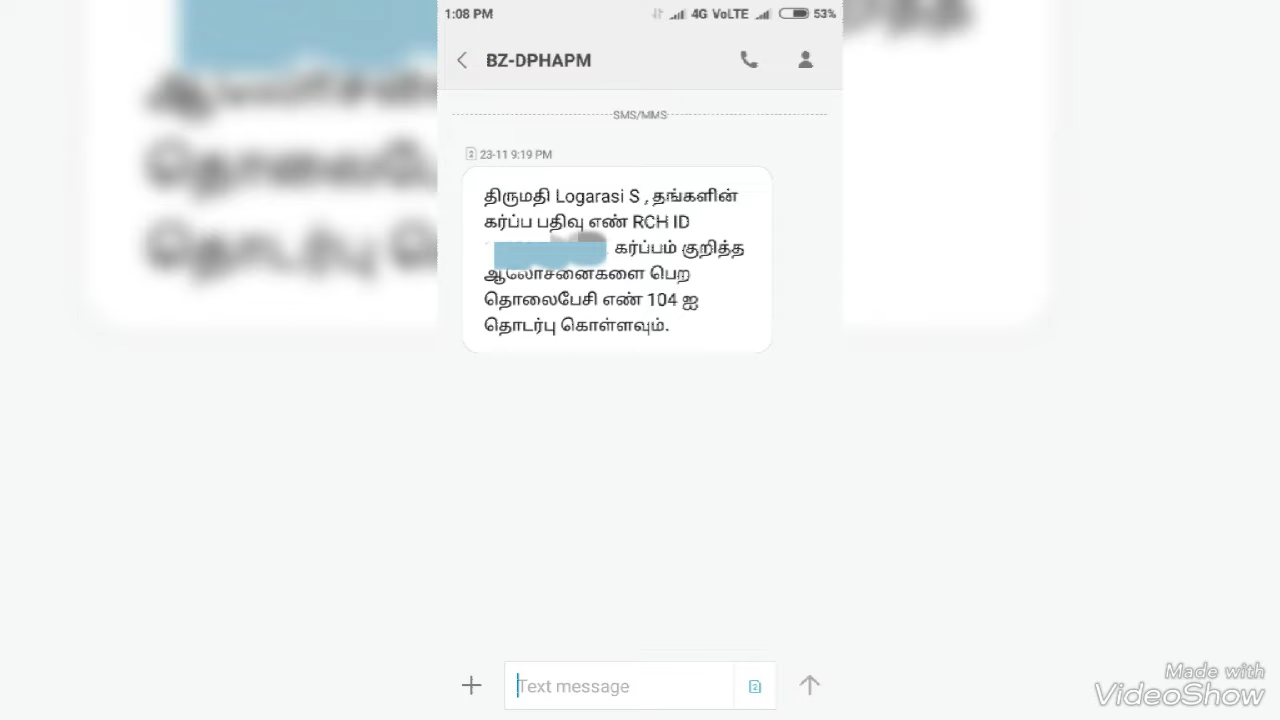 1:08 PM 4G VoLTE 53%
BZ-DPHAPM
SMS/MMS
2 23-11 9:19 PM
திருமதி Logarasi S , தங்களின்
கர்ப்ப பதிவு எண் RCH ID
கர்ப்பம் குறித்த
ஆலோசனைகளை பெற
தொலைபேசி எண் 104 ஐ
தொடர்பு கொள்ளவும்.
Text message 2
Made with
VideoShow